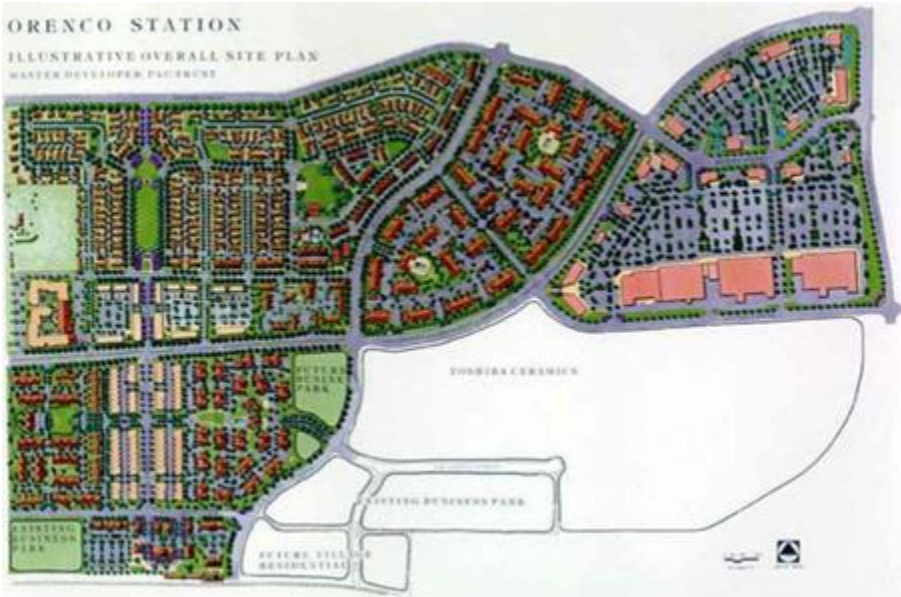 ORENCO STATION
ILLUSTRATIVE OVERALL SITE PLAN
MASTER DEVELOPER PACTRUST
FUTURE
BUSINESS
PARK
TOSHIBA CERAMICS
EXISTING BUSINESS PARK
EXISTING
BUSINESS
PARK
FUTURE VILLAGE
RESIDENTIAL